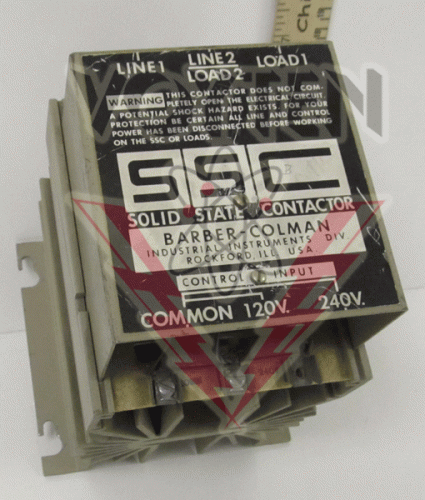 LINE1 LINE2 LOAD1
LOAD2
WARNING THIS CONTACTOR DOES NOT COM-
PLETELY OPEN THE ELECTRICAL CIRCUIT.
A POTENTIAL SHOCK HAZARD EXISTS. FOR YOUR
PROTECTION BE CERTAIN ALL LINE AND CONTROL
POWER HAS BEEN DISCONNECTED BEFORE WORKING
ON THE SSC OR LOADS.
SSC
SOLID STATE CONTACTOR
BARBER-COLMAN
INDUSTRIAL INSTRUMENTS DIV
ROCKFORD, ILL. USA.
CONTROL INPUT
COMMON 120V. 240V.